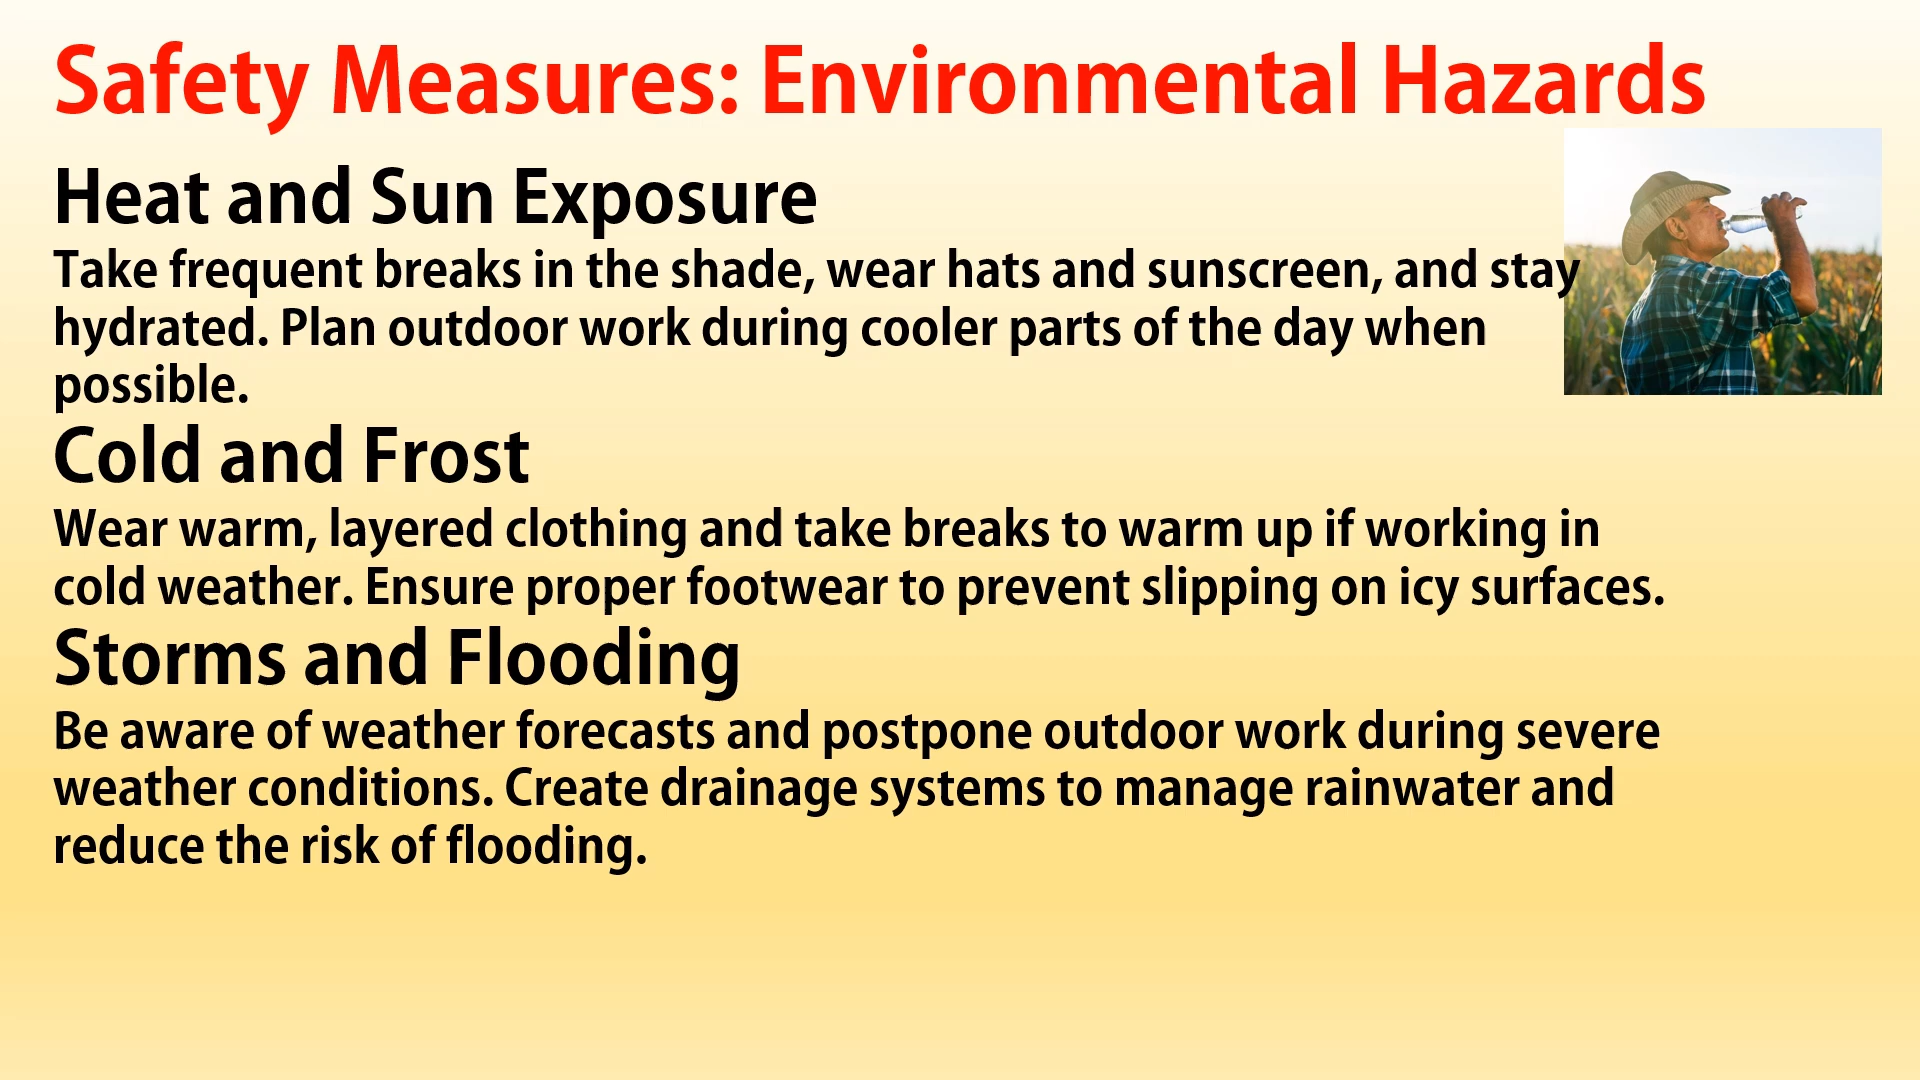 Safety Measures: Environmental Hazards
Heat and Sun Exposure
Take frequent breaks in the shade, wear hats and sunscreen, and stay
hydrated. Plan outdoor work during cooler parts of the day when
possible.
Cold and Frost
Wear warm, layered clothing and take breaks to warm up if working in
cold weather. Ensure proper footwear to prevent slipping on icy surfaces.
Storms and Flooding
Be aware of weather forecasts and postpone outdoor work during severe
weather conditions. Create drainage systems to manage rainwater and
reduce the risk of flooding.